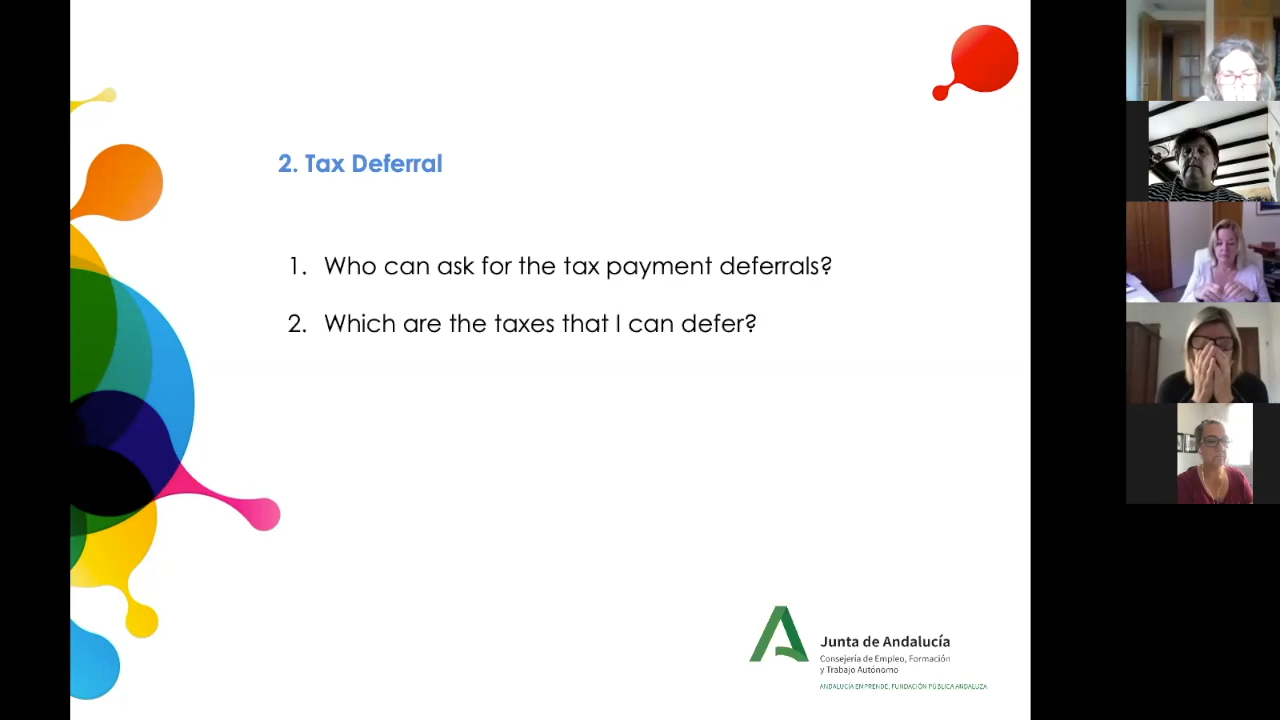 2. Tax Deferral
1. Who can ask for the tax payment deferrals?
2. Which are the taxes that I can defer?
Junta de Andalucía
Consejería de Empleo, Formación
y Trabajo Autónomo
ANDALUCÍA EMPRENDE, FUNDACIÓN PÚBLICA ANDALUZA